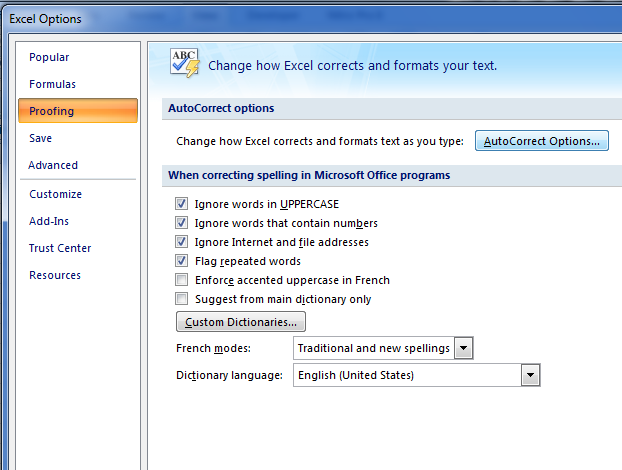 Excel Options
Popular
Formulas
Proofing
Save
Advanced
Customize
Add-Ins
Trust Center
Resources
ABC
Change how Excel corrects and formats your text.
AutoCorrect options
Change how Excel corrects and formats text as you type: AutoCorrect Options...
When correcting spelling in Microsoft Office programs
Ignore words in UPPERCASE
Ignore words that contain numbers
Ignore Internet and file addresses
Flag repeated words
Enforce accented uppercase in French
Suggest from main dictionary only
Custom Dictionaries...
French modes: Traditional and new spellings
Dictionary language: English (United States)